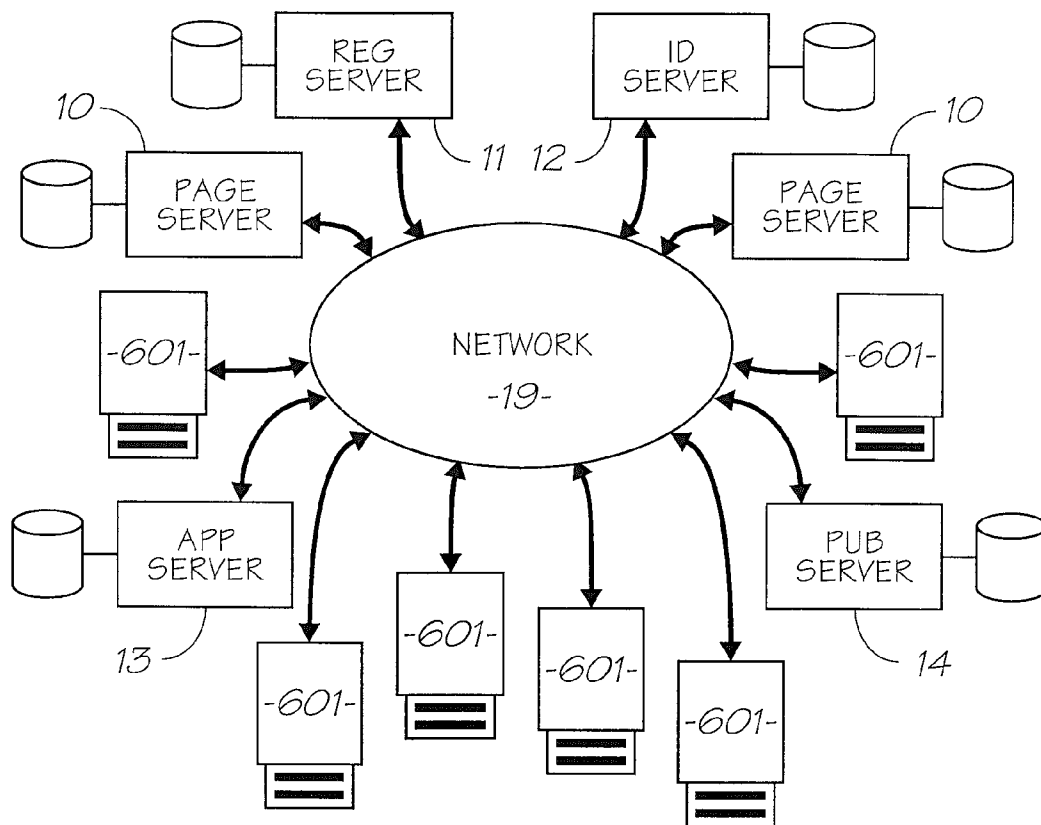 REG
SERVER
ID
SERVER
10
11
12
10
PAGE
SERVER
PAGE
SERVER
-601-
NETWORK
-19-
-601-
APP
SERVER
PUB
SERVER
13
-601-
-601-
-601-
-601-
14